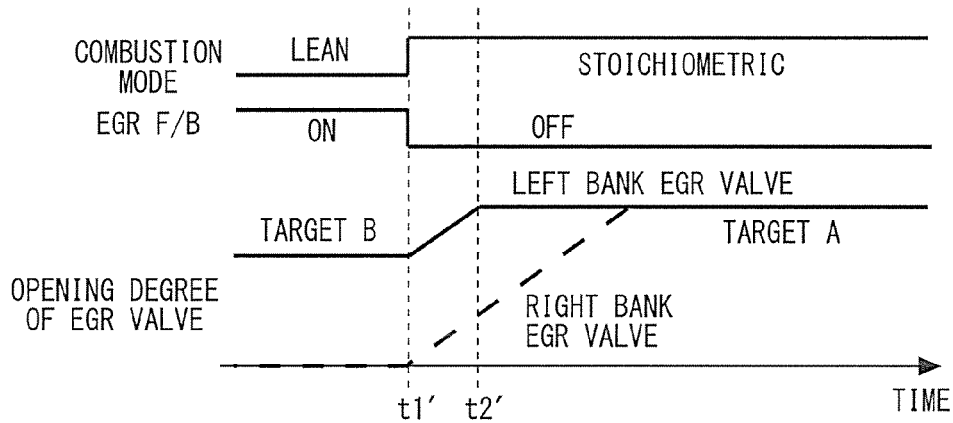 COMBUSTION
MODE
LEAN
STOICHIOMETRIC
EGR F/B
ON
OFF
LEFT BANK EGR VALVE
TARGET B
TARGET A
OPENING DEGREE
OF EGR VALVE
RIGHT BANK
EGR VALVE
t1′
t2′
TIME